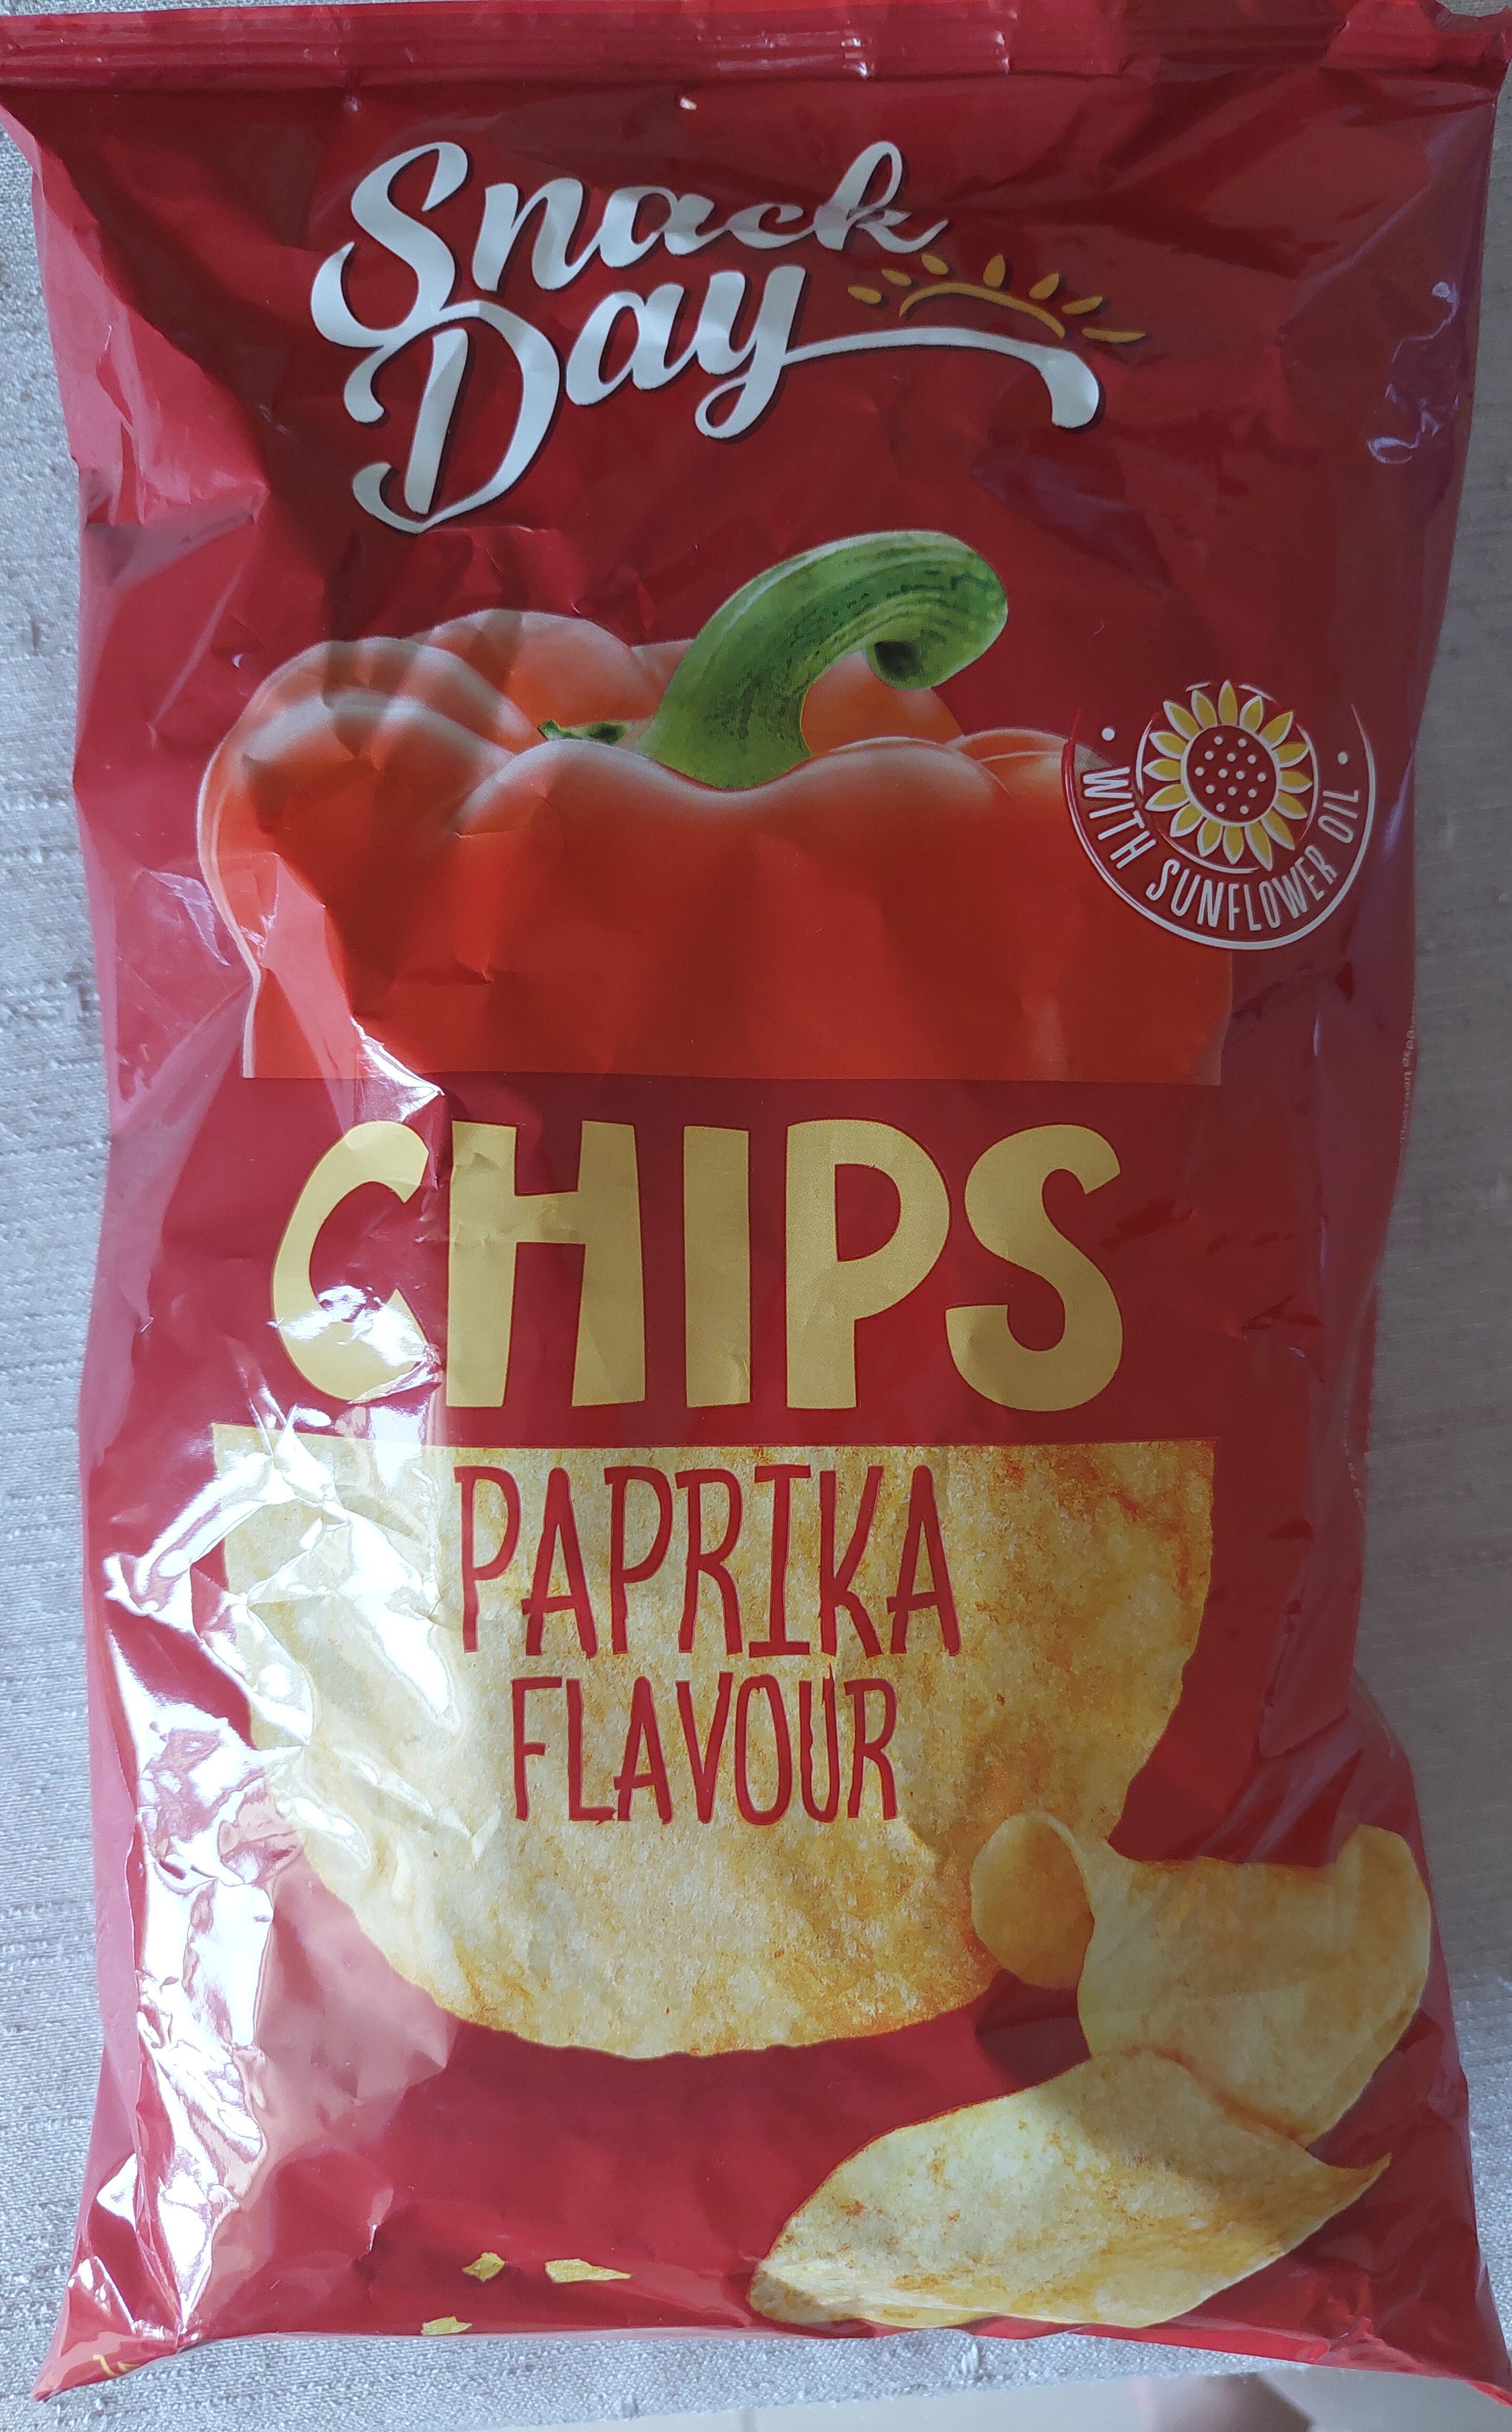 Snack
Day
• WITH SUNFLOWER OIL •
CHIPS
PAPRIKA
FLAVOUR